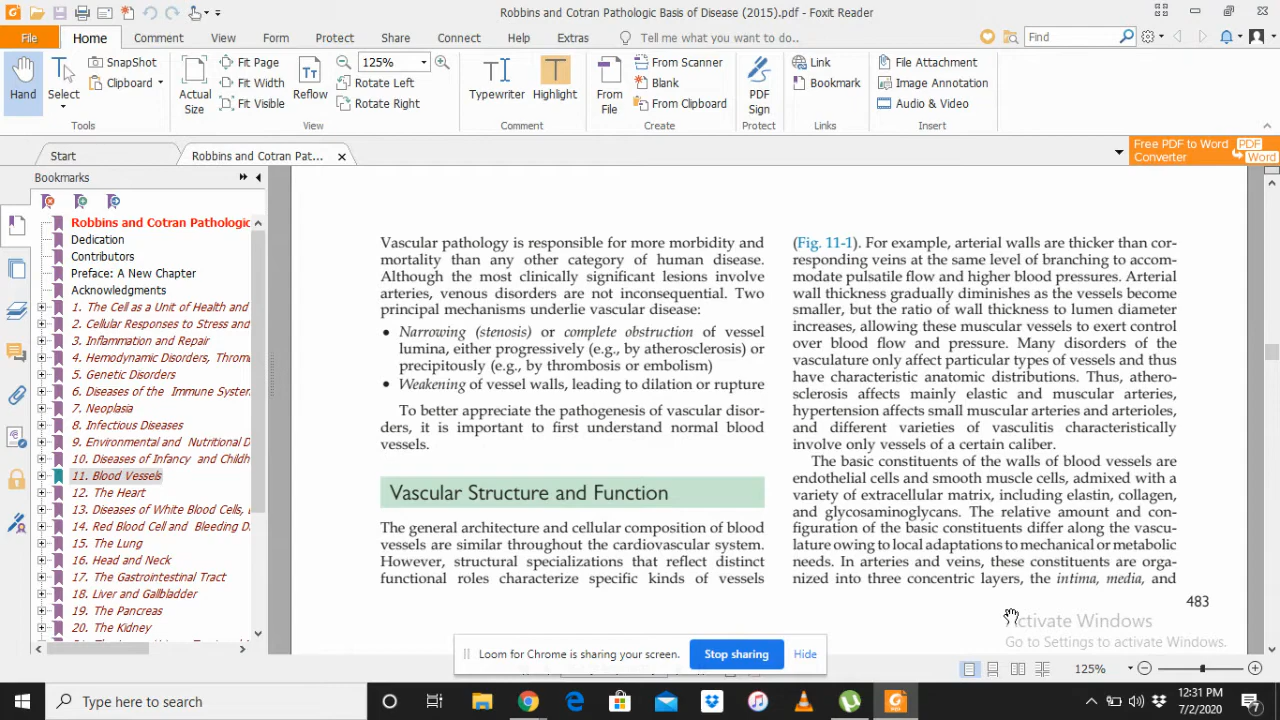 Robbins and Cotran Pathologic Basis of Disease (2015).pdf - Foxit Reader
File
Home
Comment
View
Form
Protect
Share
Connect
Help
Extras
Tell me what you want to do..
Find
Hand
Select
SnapShot
Clipboard
Tools
Actual
Size
Fit Page
Fit Width
Fit Visible
Reflow
125%
Rotate Left
Rotate Right
View
Typewriter
Highlight
Comment
From
File
From Scanner
Blank
From Clipboard
Create
PDF
Sign
Protect
Link
Bookmark
Links
File Attachment
Image Annotation
Audio & Video
Insert
Start
Robbins and Cotran Pat...
Free PDF to Word
Converter
PDF
Word
Bookmarks
Robbins and Cotran Pathologic
Dedication
Contributors
Preface: A New Chapter
Acknowledgments
1. The Cell as a Unit of Health and
2. Cellular Responses to Stress and
3. Inflammation and Repair
4. Hemodynamic Disorders, Thromb
5. Genetic Disorders
6. Diseases of the Immune System
7. Neoplasia
8. Infectious Diseases
9. Environmental and Nutritional D
10. Diseases of Infancy and Childh
11. Blood Vessels
12. The Heart
13. Diseases of White Blood Cells,
14. Red Blood Cell and Bleeding D
15. The Lung
16. Head and Neck
17. The Gastrointestinal Tract
18. Liver and Gallbladder
19. The Pancreas
20. The Kidney
Vascular pathology is responsible for more morbidity and
mortality than any other category of human disease.
Although the most clinically significant lesions involve
arteries, venous disorders are not inconsequential. Two
principal mechanisms underlie vascular disease:
• Narrowing (stenosis) or complete obstruction of vessel
lumina, either progressively (e.g., by atherosclerosis) or
precipitously (e.g., by thrombosis or embolism)
• Weakening of vessel walls, leading to dilation or rupture
To better appreciate the pathogenesis of vascular disor-
ders, it is important to first understand normal blood
vessels.
Vascular Structure and Function
The general architecture and cellular composition of blood
vessels are similar throughout the cardiovascular system.
However, structural specializations that reflect distinct
functional roles characterize specific kinds of vessels
(Fig. 11-1). For example, arterial walls are thicker than cor-
responding veins at the same level of branching to accom-
modate pulsatile flow and higher blood pressures. Arterial
wall thickness gradually diminishes as the vessels become
smaller, but the ratio of wall thickness to lumen diameter
increases, allowing these muscular vessels to exert control
over blood flow and pressure. Many disorders of the
vasculature only affect particular types of vessels and thus
have characteristic anatomic distributions. Thus, athero-
sclerosis affects mainly elastic and muscular arteries,
hypertension affects small muscular arteries and arterioles,
and different varieties of vasculitis characteristically
involve only vessels of a certain caliber.
The basic constituents of the walls of blood vessels are
endothelial cells and smooth muscle cells, admixed with a
variety of extracellular matrix, including elastin, collagen,
and glycosaminoglycans. The relative amount and con-
figuration of the basic constituents differ along the vascu-
lature owing to local adaptations to mechanical or metabolic
needs. In arteries and veins, these constituents are orga-
nized into three concentric layers, the intima, media, and
483
Activate Windows
Go to Settings to activate Windows.
Loom for Chrome is sharing your screen.
Stop sharing
Hide
125%
Type here to search
12:31 PM
7/2/2020
7